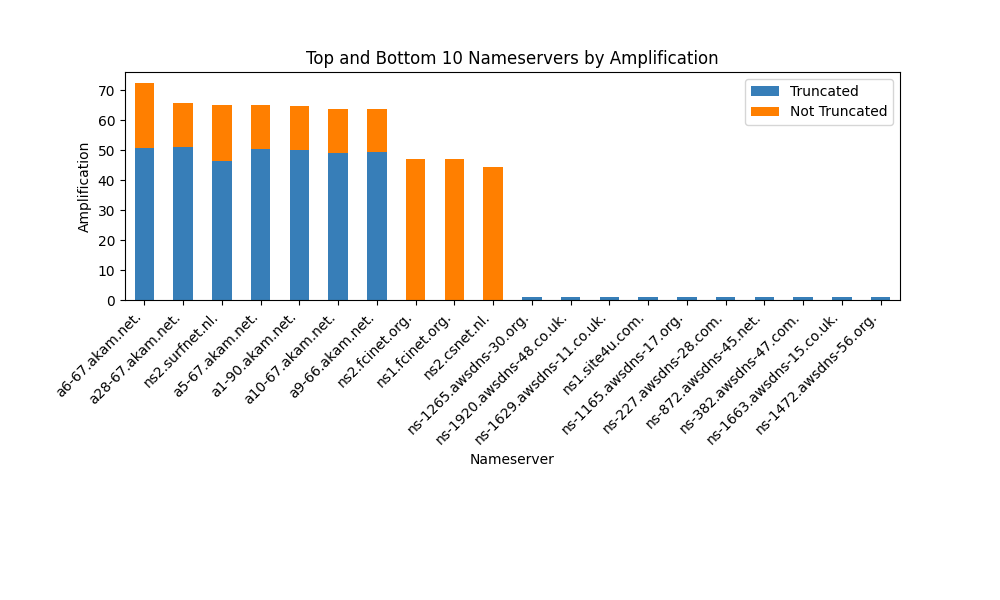 Top and Bottom 10 Nameservers by Amplification
Truncated
Not Truncated
Amplification
70
60
50
40
30
20
10
0
a6-67.akam.net.
a28-67.akam.net.
ns2.surfnet.nl.
a5-67.akam.net.
a1-90.akam.net.
a10-67.akam.net.
a9-66.akam.net.
ns2.fcinet.org.
ns1.fcinet.org.
ns2.csnet.nl.
ns-1265.awsdns-30.org.
ns-1920.awsdns-48.co.uk.
ns-1629.awsdns-11.co.uk.
ns1.site4u.com.
ns-1165.awsdns-17.org.
ns-227.awsdns-28.com.
ns-872.awsdns-45.net.
ns-382.awsdns-47.com.
ns-1663.awsdns-15.co.uk.
ns-1472.awsdns-56.org.
Nameserver